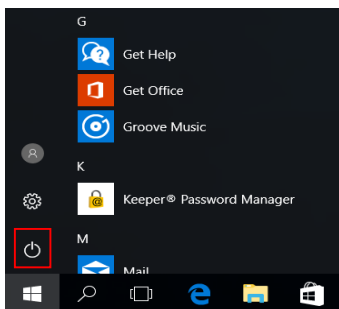 G
Get Help
Get Office
Groove Music
K
Keeper® Password Manager
M
Mail